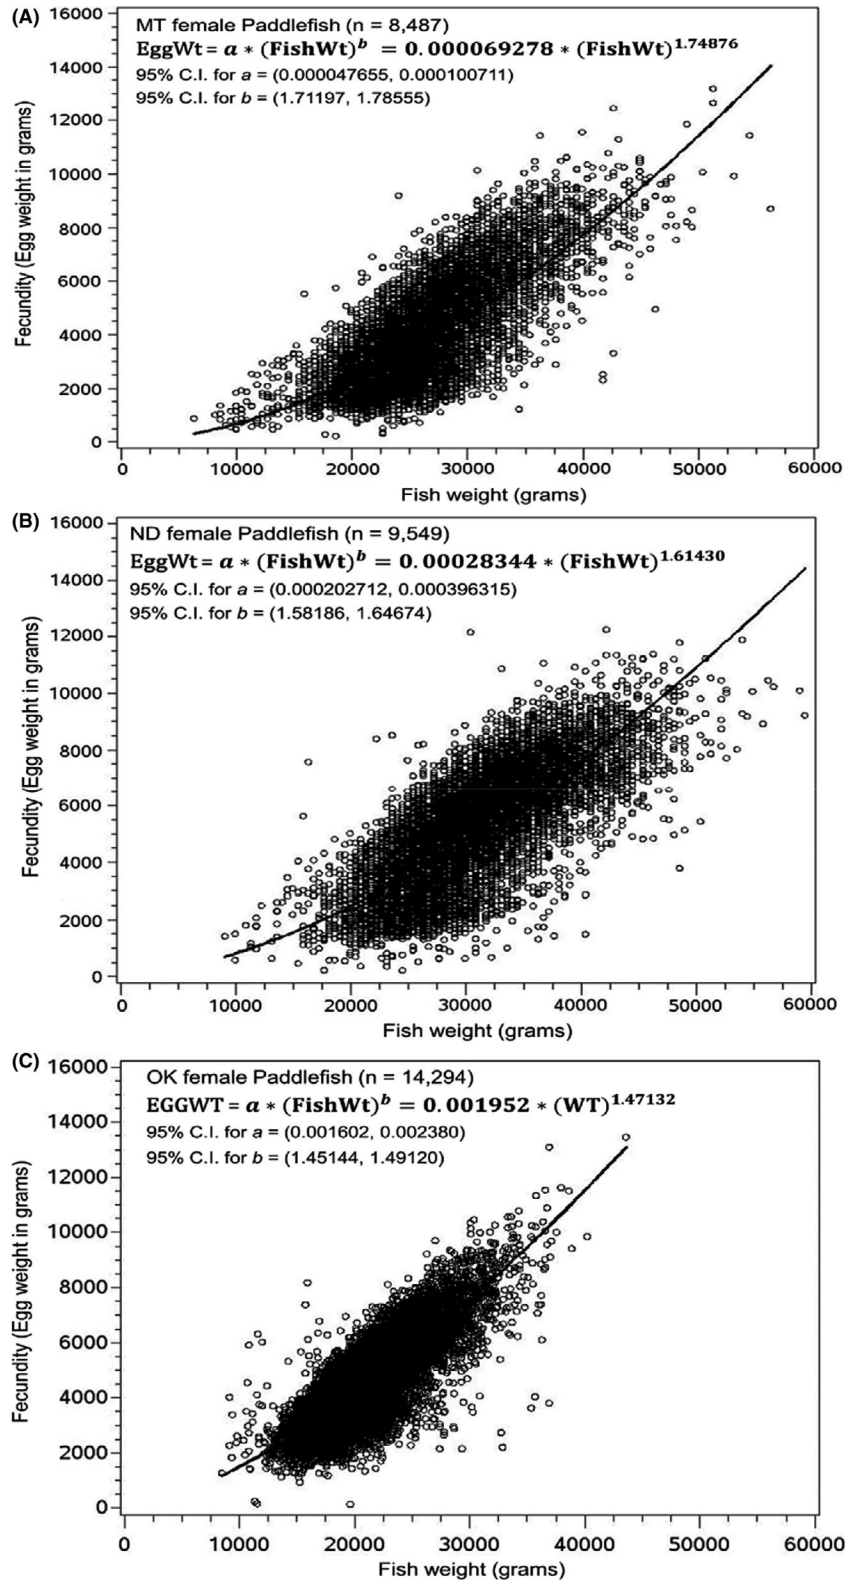 (A)
MT female Paddlefish (n = 8,487)
EggWt = a * (FishWt)^b = 0.000069278 * (FishWt)^1.74876
95% C.I. for a = (0.000047655, 0.000100711)
95% C.I. for b = (1.71197, 1.78555)
Fecundity (Egg weight in grams)
16000
14000
12000
10000
8000
6000
4000
2000
0
0 10000 20000 30000 40000 50000 60000
Fish weight (grams)
(B)
ND female Paddlefish (n = 9,549)
EggWt = a * (FishWt)^b = 0.00028344 * (FishWt)^1.61430
95% C.I. for a = (0.000202712, 0.000396315)
95% C.I. for b = (1.58186, 1.64674)
Fecundity (Egg weight in grams)
16000
14000
12000
10000
8000
6000
4000
2000
0
0 10000 20000 30000 40000 50000 60000
Fish weight (grams)
(C)
OK female Paddlefish (n = 14,294)
EGGWT = a * (FishWt)^b = 0.001952 * (WT)^1.47132
95% C.I. for a = (0.001602, 0.002380)
95% C.I. for b = (1.45144, 1.49120)
Fecundity (Egg weight in grams)
16000
14000
12000
10000
8000
6000
4000
2000
0
0 10000 20000 30000 40000 50000 60000
Fish weight (grams)